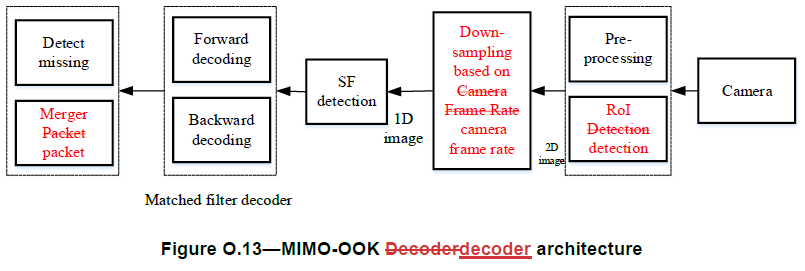 Detect
missing
Merger
Packet
packet
Forward
decoding
Backward
decoding
Matched filter decoder
SF
detection
1D
image
Down-
sampling
based on
Camera
Frame Rate
camera
frame rate
2D
image
Pre-
processing
RoI
Detection
detection
Camera
Figure O.13—MIMO-OOK Decoderdecoder architecture